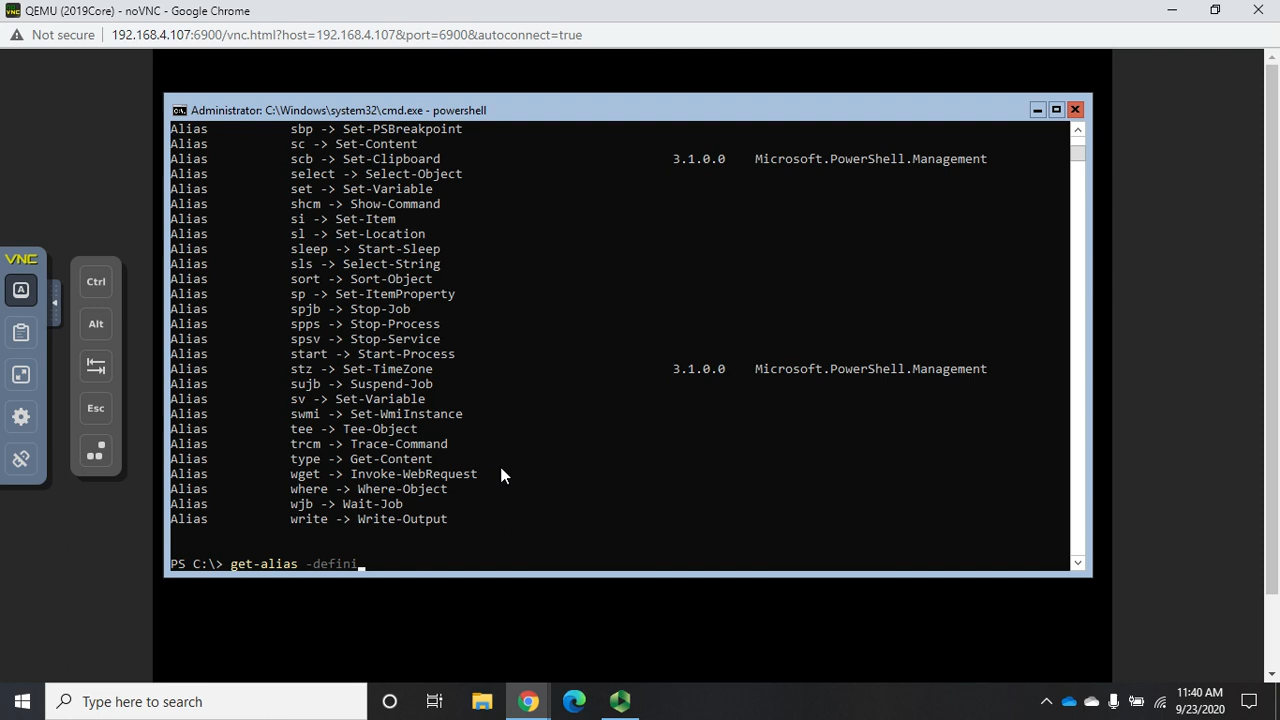 QEMU (2019Core) - noVNC - Google Chrome
Not secure 192.168.4.107:6900/vnc.html?host=192.168.4.107&port=6900&autoconnect=true
Administrator: C:\Windows\system32\cmd.exe - powershell
Alias sbp -> Set-PSBreakpoint
Alias sc -> Set-Content
Alias scb -> Set-Clipboard 3.1.0.0 Microsoft.PowerShell.Management
Alias select -> Select-Object
Alias set -> Set-Variable
Alias shcm -> Show-Command
Alias si -> Set-Item
Alias sl -> Set-Location
Alias sleep -> Start-Sleep
Alias sls -> Select-String
Alias sort -> Sort-Object
Alias sp -> Set-ItemProperty
Alias spjb -> Stop-Job
Alias spps -> Stop-Process
Alias spsv -> Stop-Service
Alias start -> Start-Process
Alias stz -> Set-TimeZone 3.1.0.0 Microsoft.PowerShell.Management
Alias sujb -> Suspend-Job
Alias sv -> Set-Variable
Alias swmi -> Set-WmiInstance
Alias tee -> Tee-Object
Alias trcm -> Trace-Command
Alias type -> Get-Content
Alias wget -> Invoke-WebRequest
Alias where -> Where-Object
Alias wjb -> Wait-Job
Alias write -> Write-Output
PS C:\> get-alias -defini_
VNC
A
Ctrl
Alt
Esc
Type here to search
11:40 AM
9/23/2020